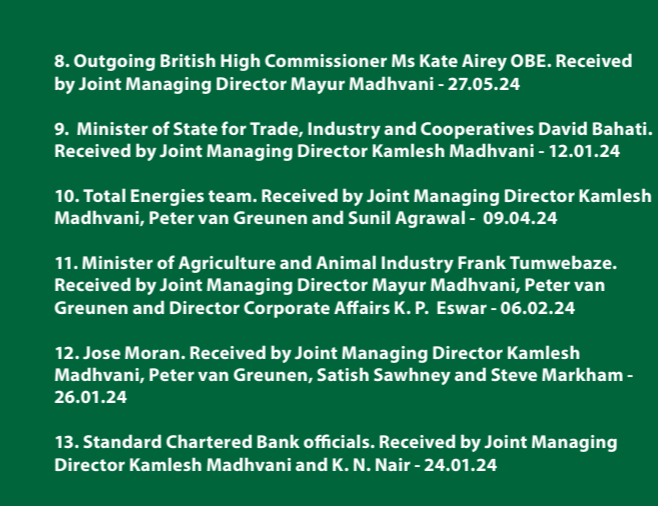 8. Outgoing British High Commissioner Ms Kate Airey OBE. Received
by Joint Managing Director Mayur Madhvani - 27.05.24
9. Minister of State for Trade, Industry and Cooperatives David Bahati.
Received by Joint Managing Director Kamlesh Madhvani - 12.01.24
10. Total Energies team. Received by Joint Managing Director Kamlesh
Madhvani, Peter van Greunen and Sunil Agrawal - 09.04.24
11. Minister of Agriculture and Animal Industry Frank Tumwebaze.
Received by Joint Managing Director Mayur Madhvani, Peter van
Greunen and Director Corporate Affairs K. P. Eswar - 06.02.24
12. Jose Moran. Received by Joint Managing Director Kamlesh
Madhvani, Peter van Greunen, Satish Sawhney and Steve Markham -
26.01.24
13. Standard Chartered Bank officials. Received by Joint Managing
Director Kamlesh Madhvani and K. N. Nair - 24.01.24